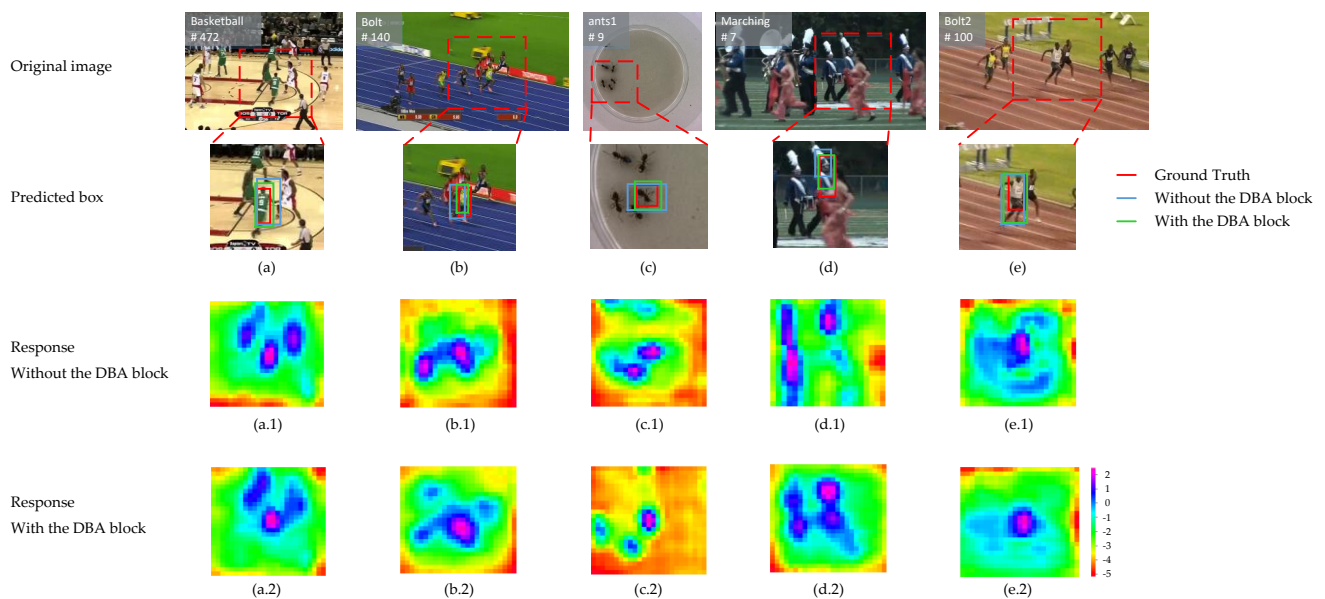 Original image
Basketball
# 472
Bolt
# 140
ants1
# 9
Marching
# 7
Bolt2
# 100
Predicted box
Ground Truth
Without the DBA block
With the DBA block
(a) (b) (c) (d) (e)
Response
Without the DBA block
(a.1) (b.1) (c.1) (d.1) (e.1)
Response
With the DBA block
2
1
0
-1
-2
-3
-4
-5
(a.2) (b.2) (c.2) (d.2) (e.2)